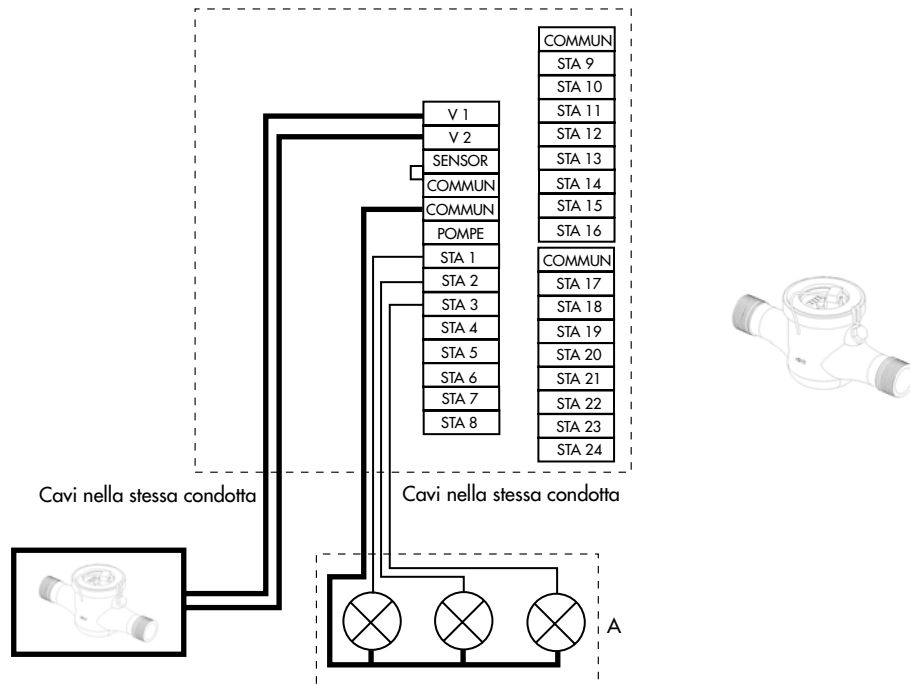 COMMUN
STA 9
STA 10
STA 11
STA 12
STA 13
STA 14
STA 15
STA 16
V 1
V 2
SENSOR
COMMUN
COMMUN
POMPE
STA 1
STA 2
STA 3
STA 4
STA 5
STA 6
STA 7
STA 8
COMMUN
STA 17
STA 18
STA 19
STA 20
STA 21
STA 22
STA 23
STA 24
Cavi nella stessa condotta
Cavi nella stessa condotta
A